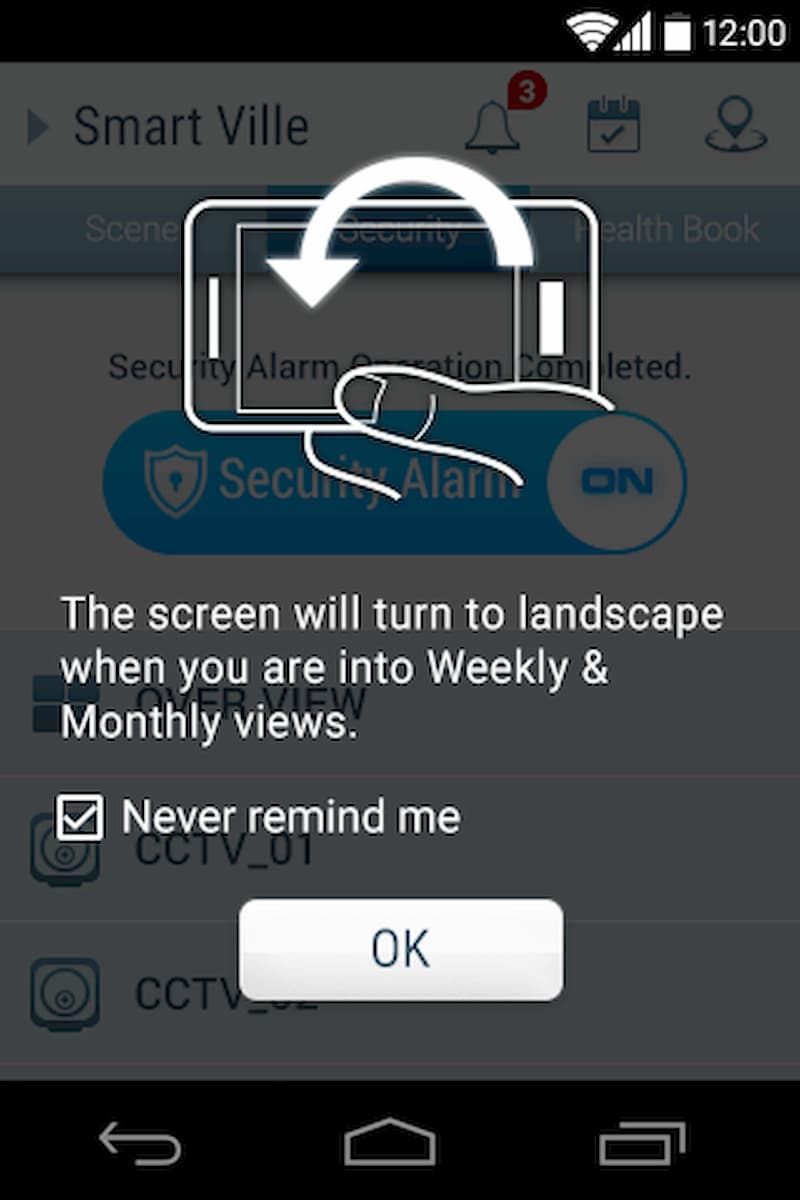 12:00
Smart Ville
3
Scene Security Health Book
Security Alarm Operation Completed.
Security Alarm ON
The screen will turn to landscape
when you are into Weekly &
Monthly views.
OVER VIEW
Never remind me
CCTV_01
OK
CCTV_02